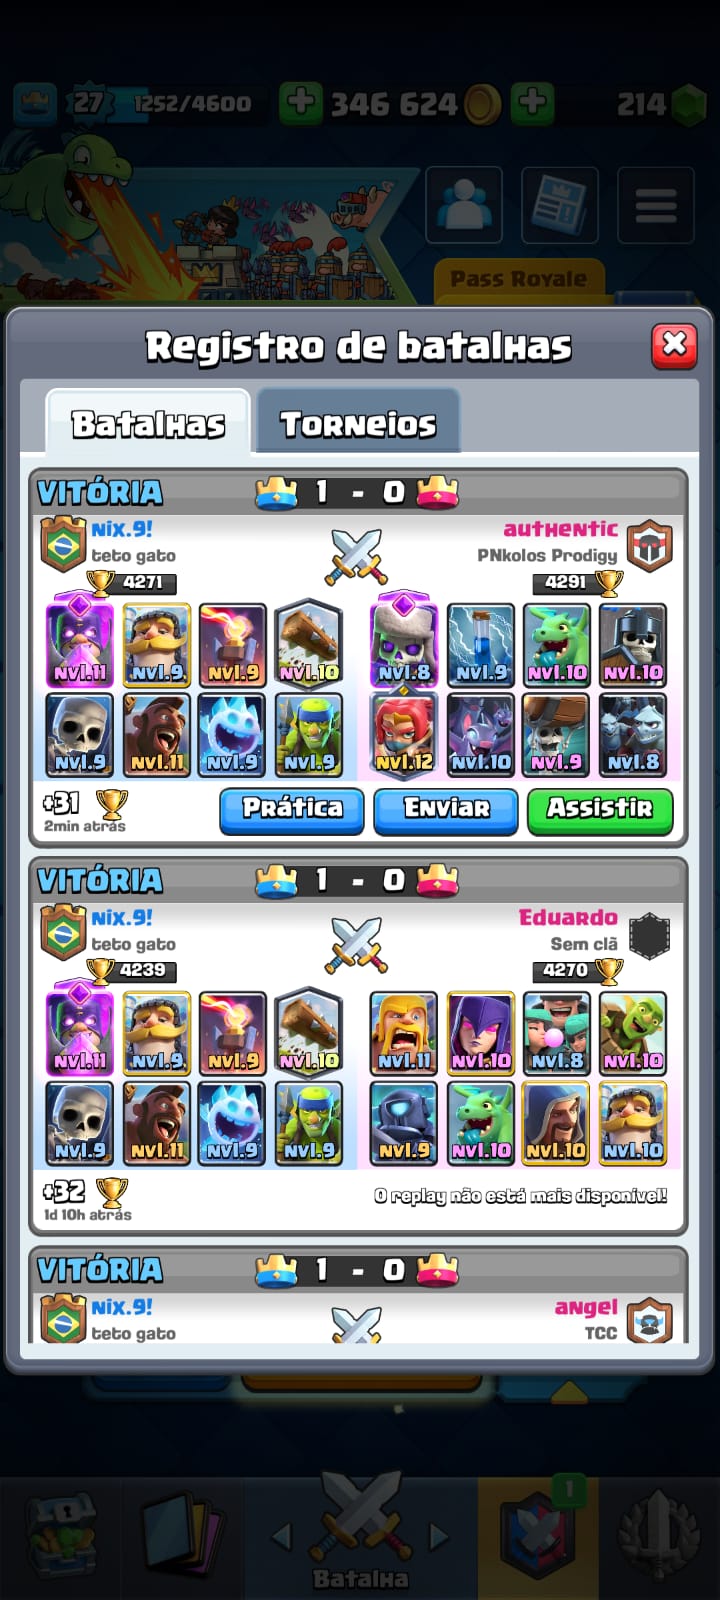 27 1252/4600 346 624 214
Pass Royale
Registro de batalhas
Batalhas Torneios
VITÓRIA 1 - 0
nix.9! authentic
teto gato PNkolos Prodigy
4271 4291
Nvl.11 Nvl.9 Nvl.9 Nvl.10 Nvl.8 Nvl.9 Nvl.10 Nvl.10
Nvl.9 Nvl.11 Nvl.9 Nvl.9 Nvl.12 Nvl.10 Nvl.9 Nvl.8
+31 Prática Enviar Assistir
2min atrás
VITÓRIA 1 - 0
nix.9! Eduardo
teto gato Sem clã
4239 4270
Nvl.11 Nvl.9 Nvl.9 Nvl.10 Nvl.11 Nvl.10 Nvl.8 Nvl.10
Nvl.9 Nvl.11 Nvl.9 Nvl.9 Nvl.9 Nvl.10 Nvl.10 Nvl.10
+32 O replay não está mais disponível!
1d 10h atrás
VITÓRIA 1 - 0
nix.9! angel
teto gato TCC
1
Batalha